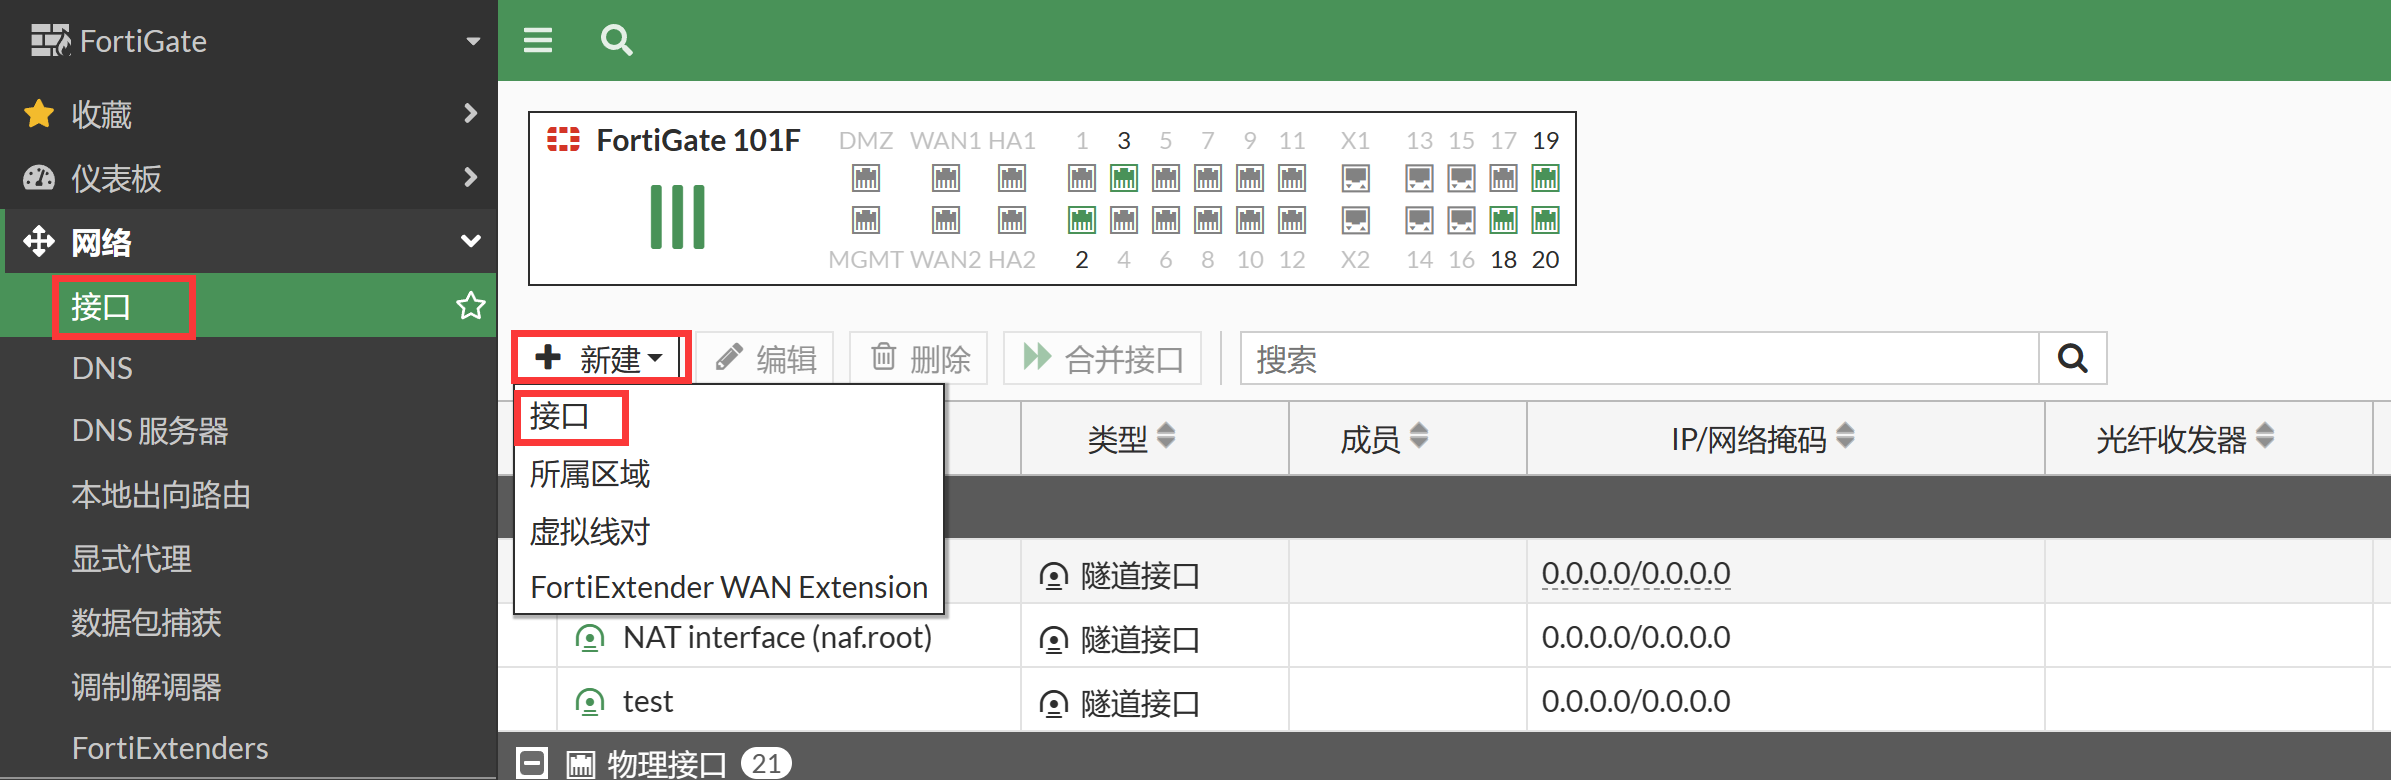 FortiGate
收藏
仪表板
网络
接口
DNS
DNS 服务器
本地出向路由
显式代理
数据包捕获
调制解调器
FortiExtenders
FortiGate 101F
DMZ WAN1 HA1 1 3 5 7 9 11 X1 13 15 17 19
MGMT WAN2 HA2 2 4 6 8 10 12 X2 14 16 18 20
新建 编辑 删除 合并接口 搜索
接口
所属区域
虚拟线对
FortiExtender WAN Extension
类型 成员 IP/网络掩码 光纤收发器
隧道接口 0.0.0.0/0.0.0.0
NAT interface (naf.root) 隧道接口 0.0.0.0/0.0.0.0
test 隧道接口 0.0.0.0/0.0.0.0
物理接口 21